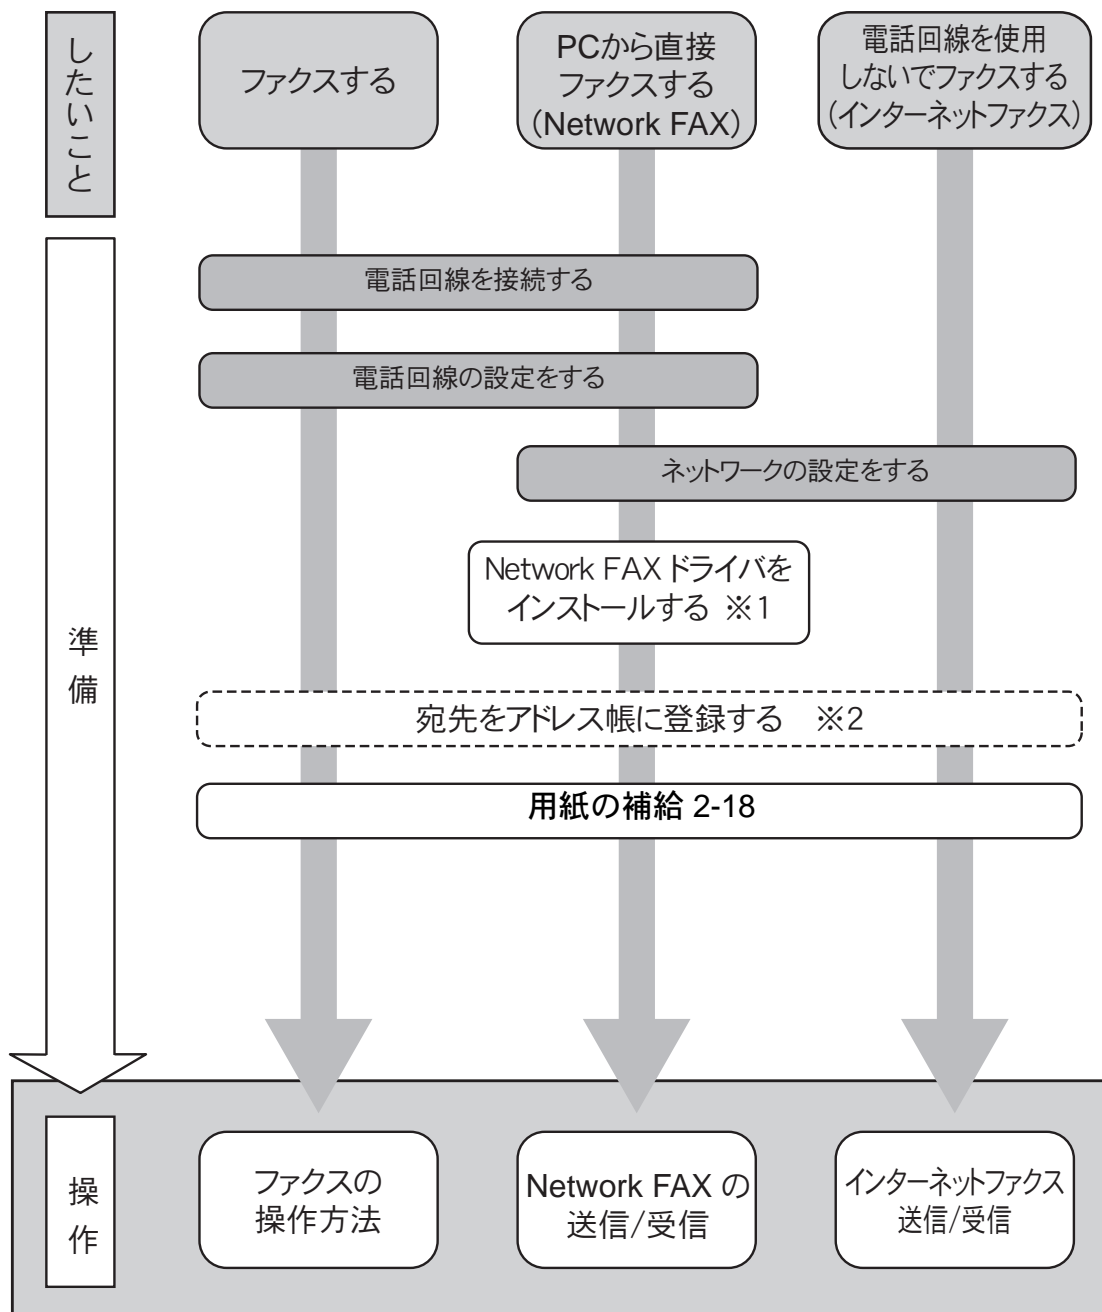 したいこと
ファクスする
PCから直接
ファクスする
(Network FAX)
電話回線を使用
しないでファクスする
(インターネットファクス)
電話回線を接続する
電話回線の設定をする
ネットワークの設定をする
Network FAX ドライバを
インストールする ※1
準備
宛先をアドレス帳に登録する ※2
用紙の補給 2-18
操作
ファクスの
操作方法
Network FAX の
送信/受信
インターネットファクス
送信/受信